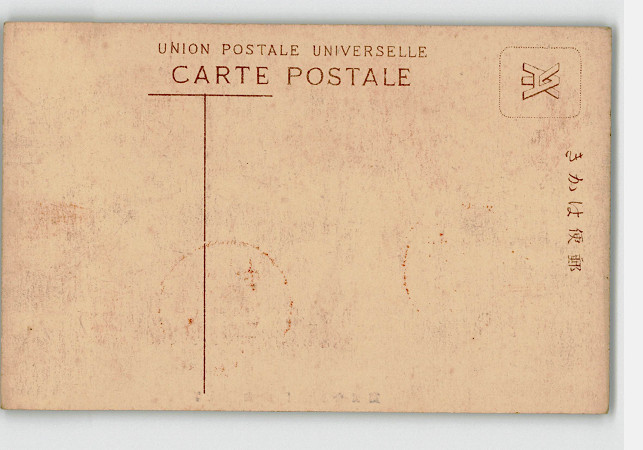 UNION POSTALE UNIVERSELLE
CARTE POSTALE
郵便はかき